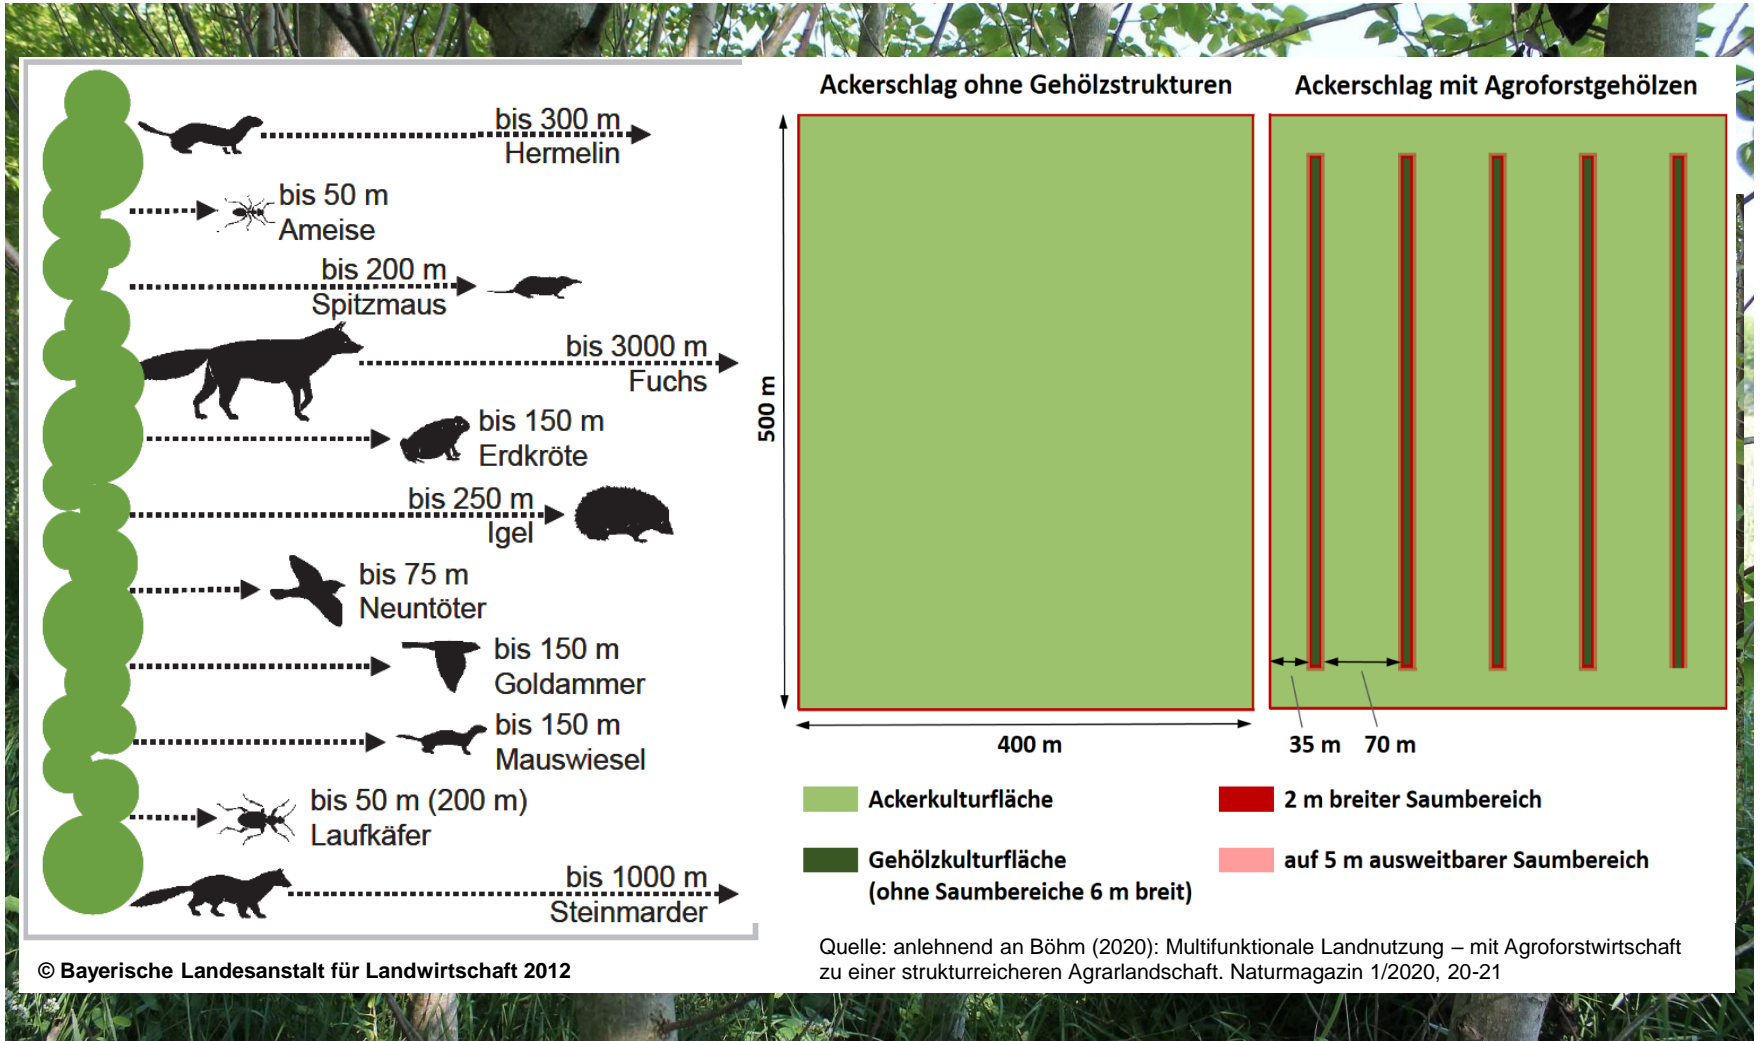 bis 300 m
Hermelin
bis 50 m
Ameise
bis 200 m
Spitzmaus
bis 3000 m
Fuchs
bis 150 m
Erdkröte
bis 250 m
Igel
bis 75 m
Neuntöter
bis 150 m
Goldammer
bis 150 m
Mauswiesel
bis 50 m (200 m)
Laufkäfer
bis 1000 m
Steinmarder
© Bayerische Landesanstalt für Landwirtschaft 2012
Ackerschlag ohne Gehölzstrukturen
Ackerschlag mit Agroforstgehölzen
500 m
400 m
35 m
70 m
Ackerkulturfläche
2 m breiter Saumbereich
Gehölzkulturfläche
(ohne Saumbereiche 6 m breit)
auf 5 m ausweitbarer Saumbereich
Quelle: anlehnend an Böhm (2020): Multifunktionale Landnutzung – mit Agroforstwirtschaft
zu einer strukturreicheren Agrarlandschaft. Naturmagazin 1/2020, 20-21